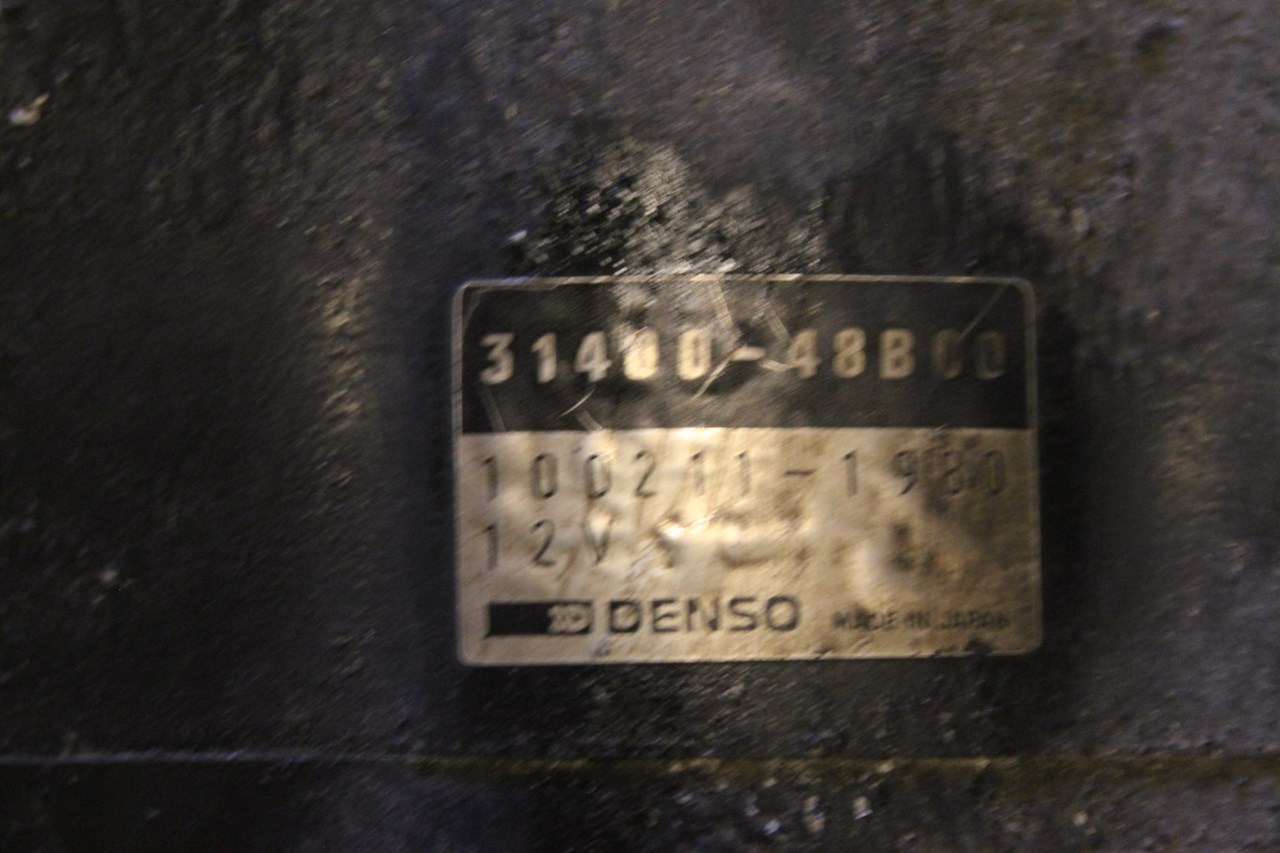 31400-48B00
100211-1980
12V
DENSO MADE IN JAPAN